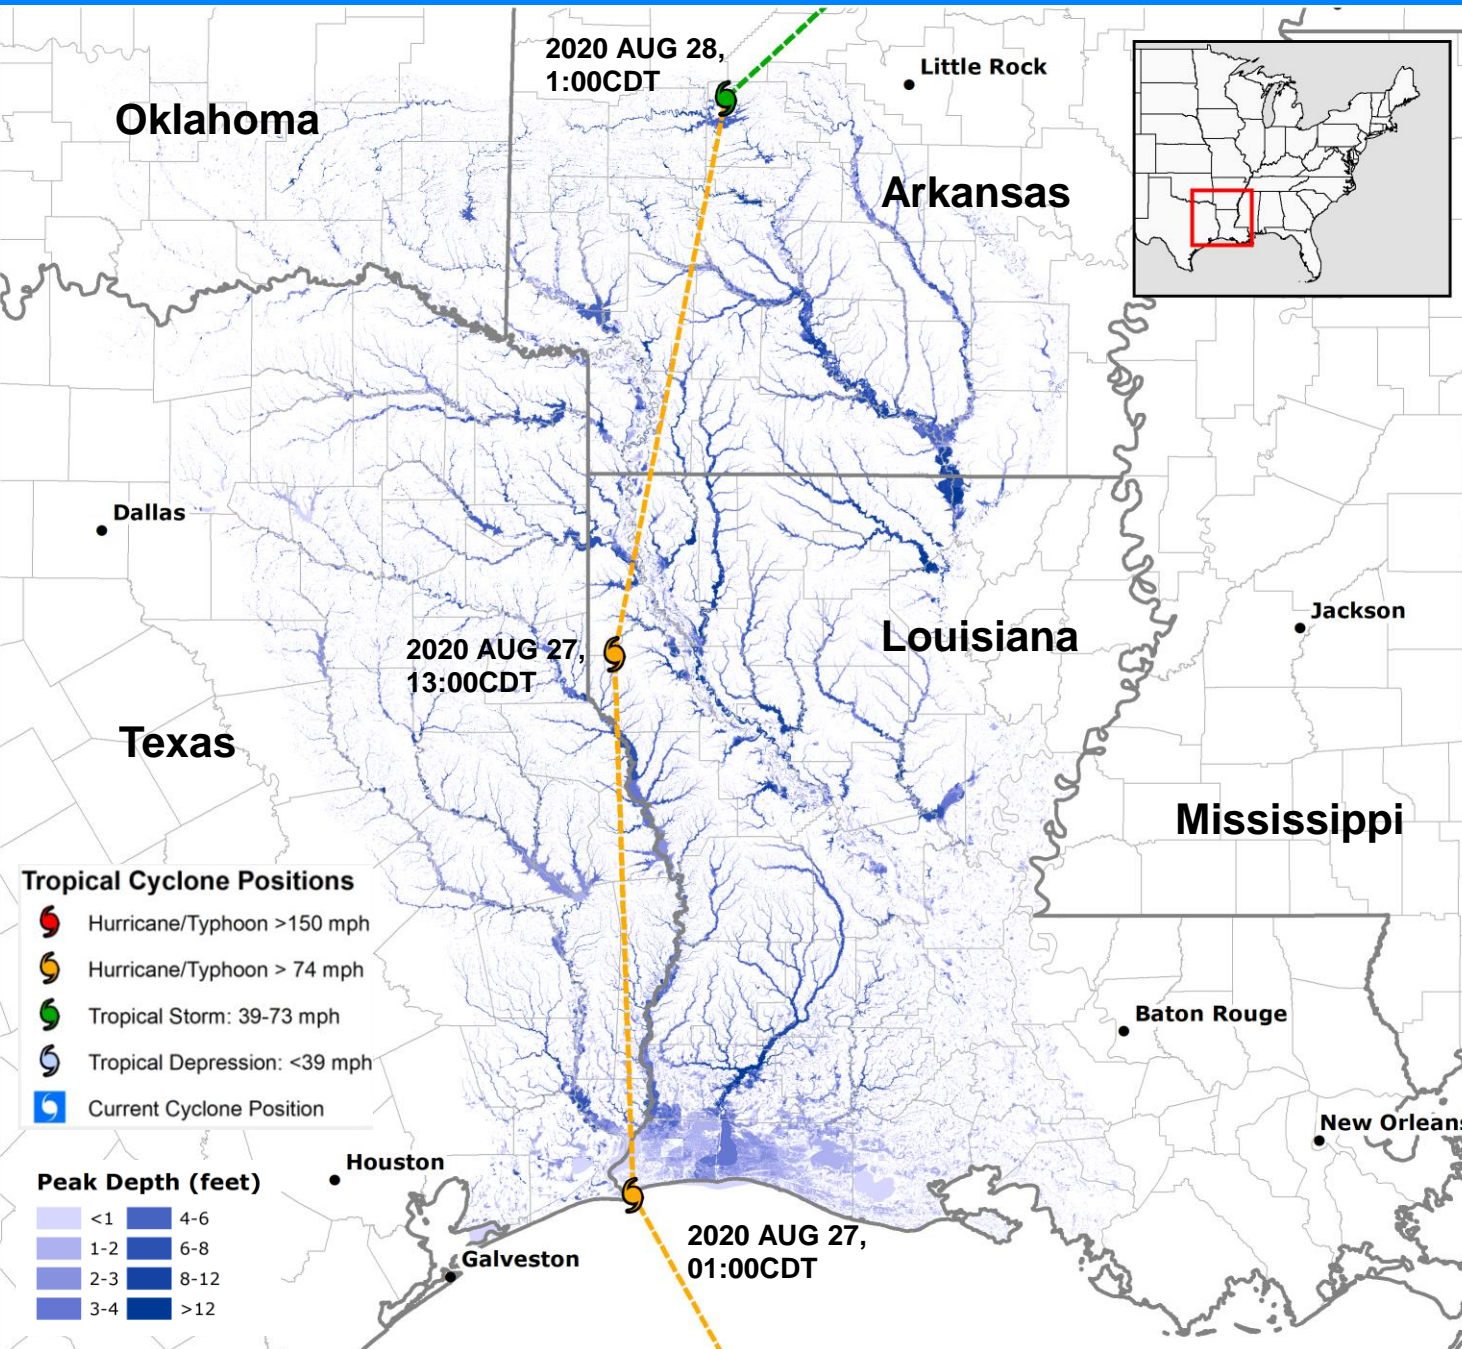 2020 AUG 28,
1:00CDT
Little Rock
Oklahoma
Arkansas
Dallas
Jackson
Louisiana
2020 AUG 27,
13:00CDT
Texas
Mississippi
Tropical Cyclone Positions
Hurricane/Typhoon >150 mph
Hurricane/Typhoon > 74 mph
Tropical Storm: 39-73 mph
Tropical Depression: <39 mph
Current Cyclone Position
Baton Rouge
New Orleans
Houston
Peak Depth (feet)
<1 4-6
1-2 6-8
2-3 8-12
3-4 >12
Galveston
2020 AUG 27,
01:00CDT